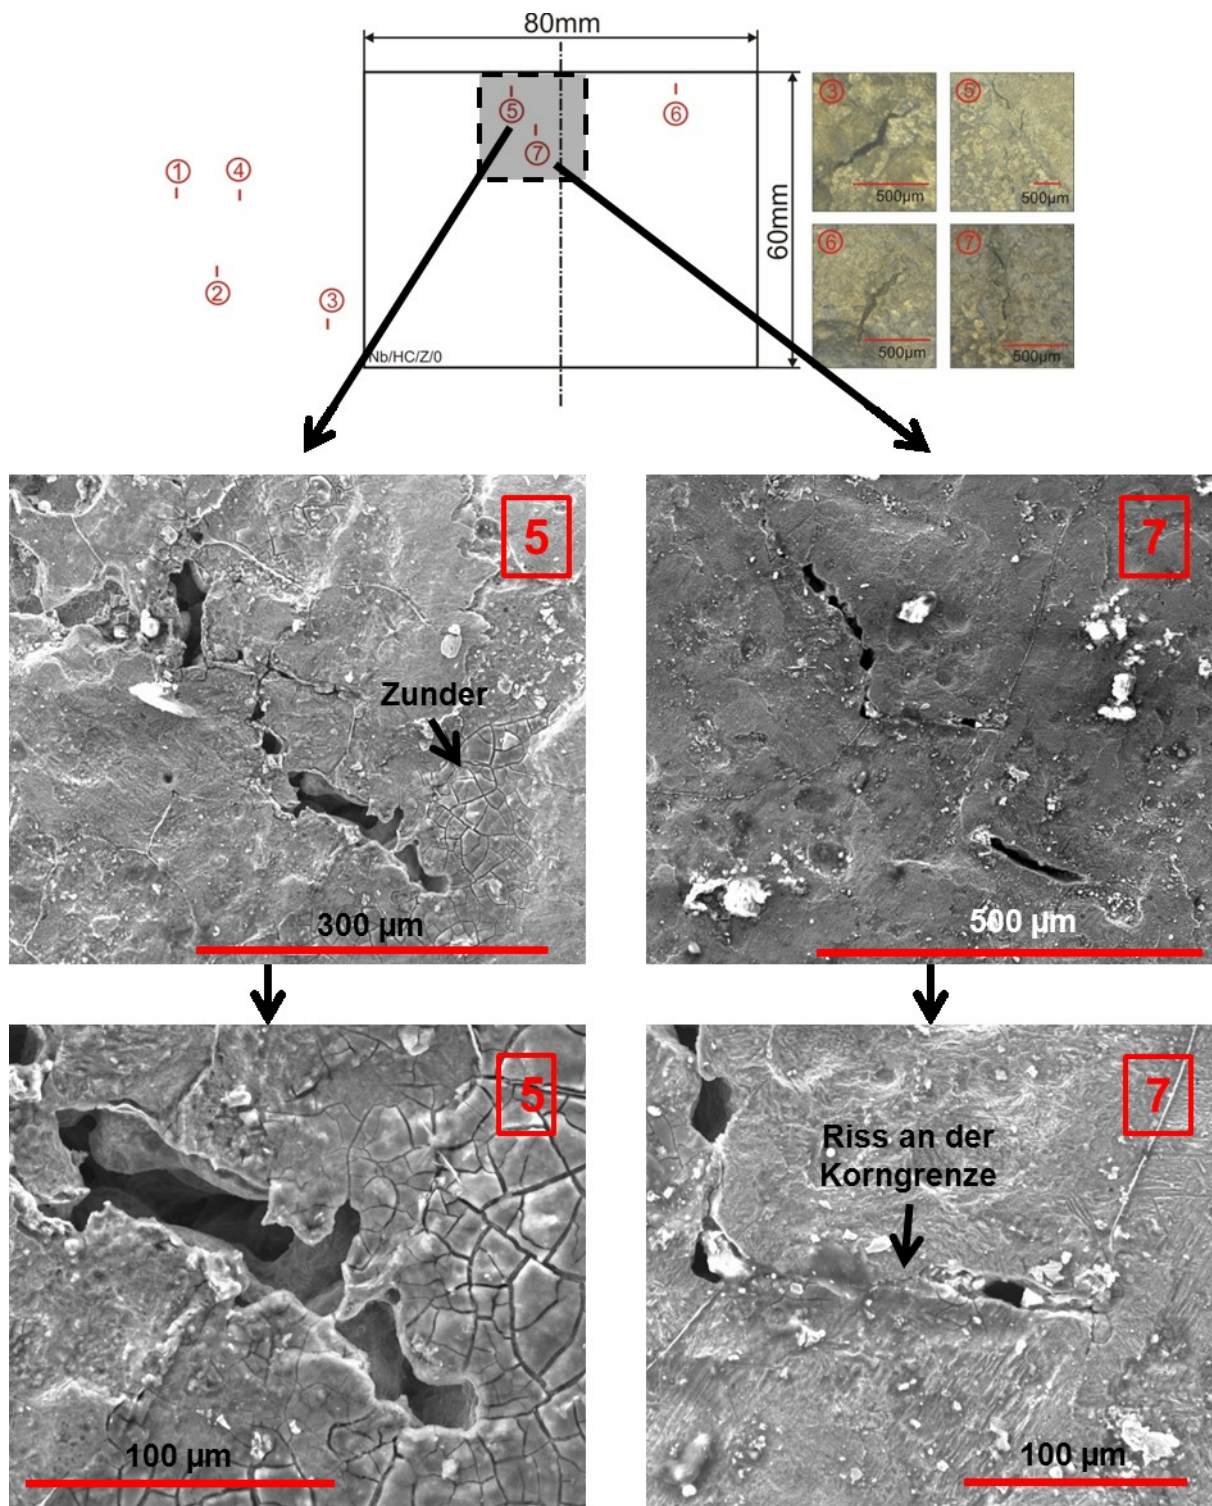 80mm
60mm
①
④
②
③
⑤
⑦
⑥
Nb/HC/Z/0
③
500µm
⑤
500µm
⑥
500µm
⑦
500µm
5
Zunder
300 µm
7
500 µm
5
100 µm
7
Riss an der
Korngrenze
100 µm